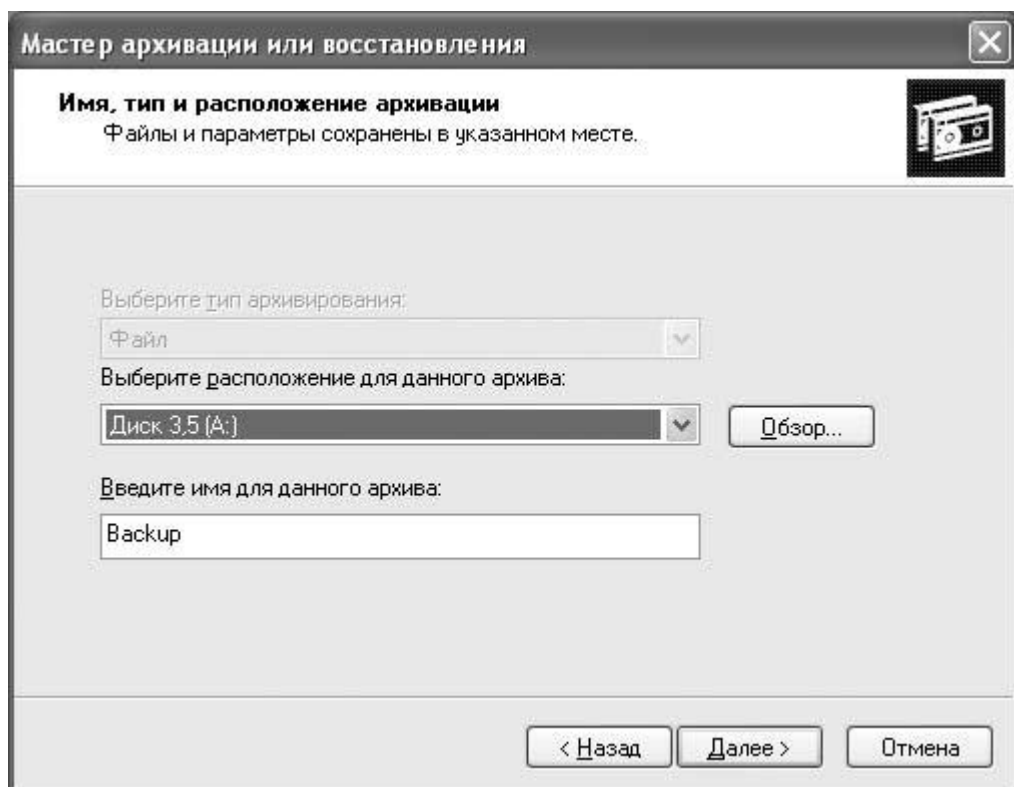 Мастер архивации или восстановления
Имя, тип и расположение архивации
Файлы и параметры сохранены в указанном месте.
Выберите тип архивирования:
Файл
Выберите расположение для данного архива:
Диск 3,5 (A:)
Обзор...
Введите имя для данного архива:
Backup
< Назад Далее > Отмена